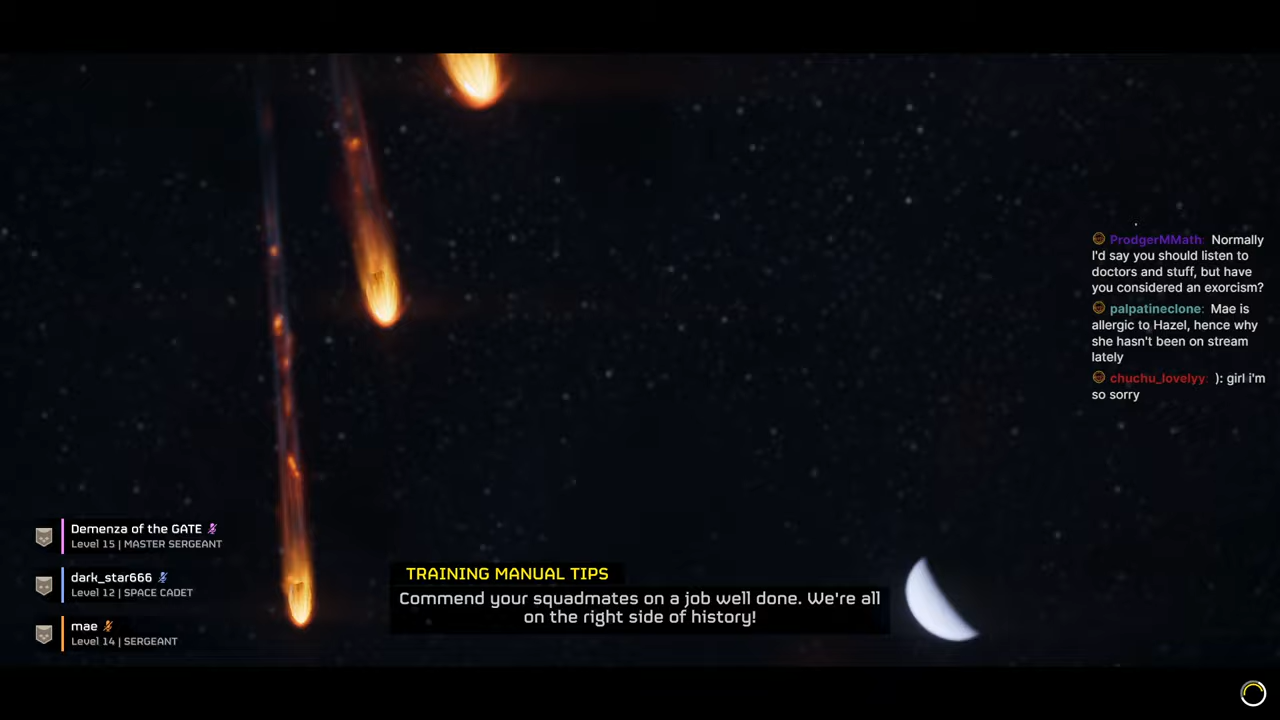 ProdgerMMath: Normally
I'd say you should listen to
doctors and stuff, but have
you considered an exorcism?
palpatineclone: Mae is
allergic to Hazel, hence why
she hasn't been on stream
lately
chuchu_lovelyy: ): girl i'm
so sorry
Demenza of the GATE
Level 15 | MASTER SERGEANT
dark_star666
Level 12 | SPACE CADET
mae
Level 14 | SERGEANT
TRAINING MANUAL TIPS
Commend your squadmates on a job well done. We're all
on the right side of history!